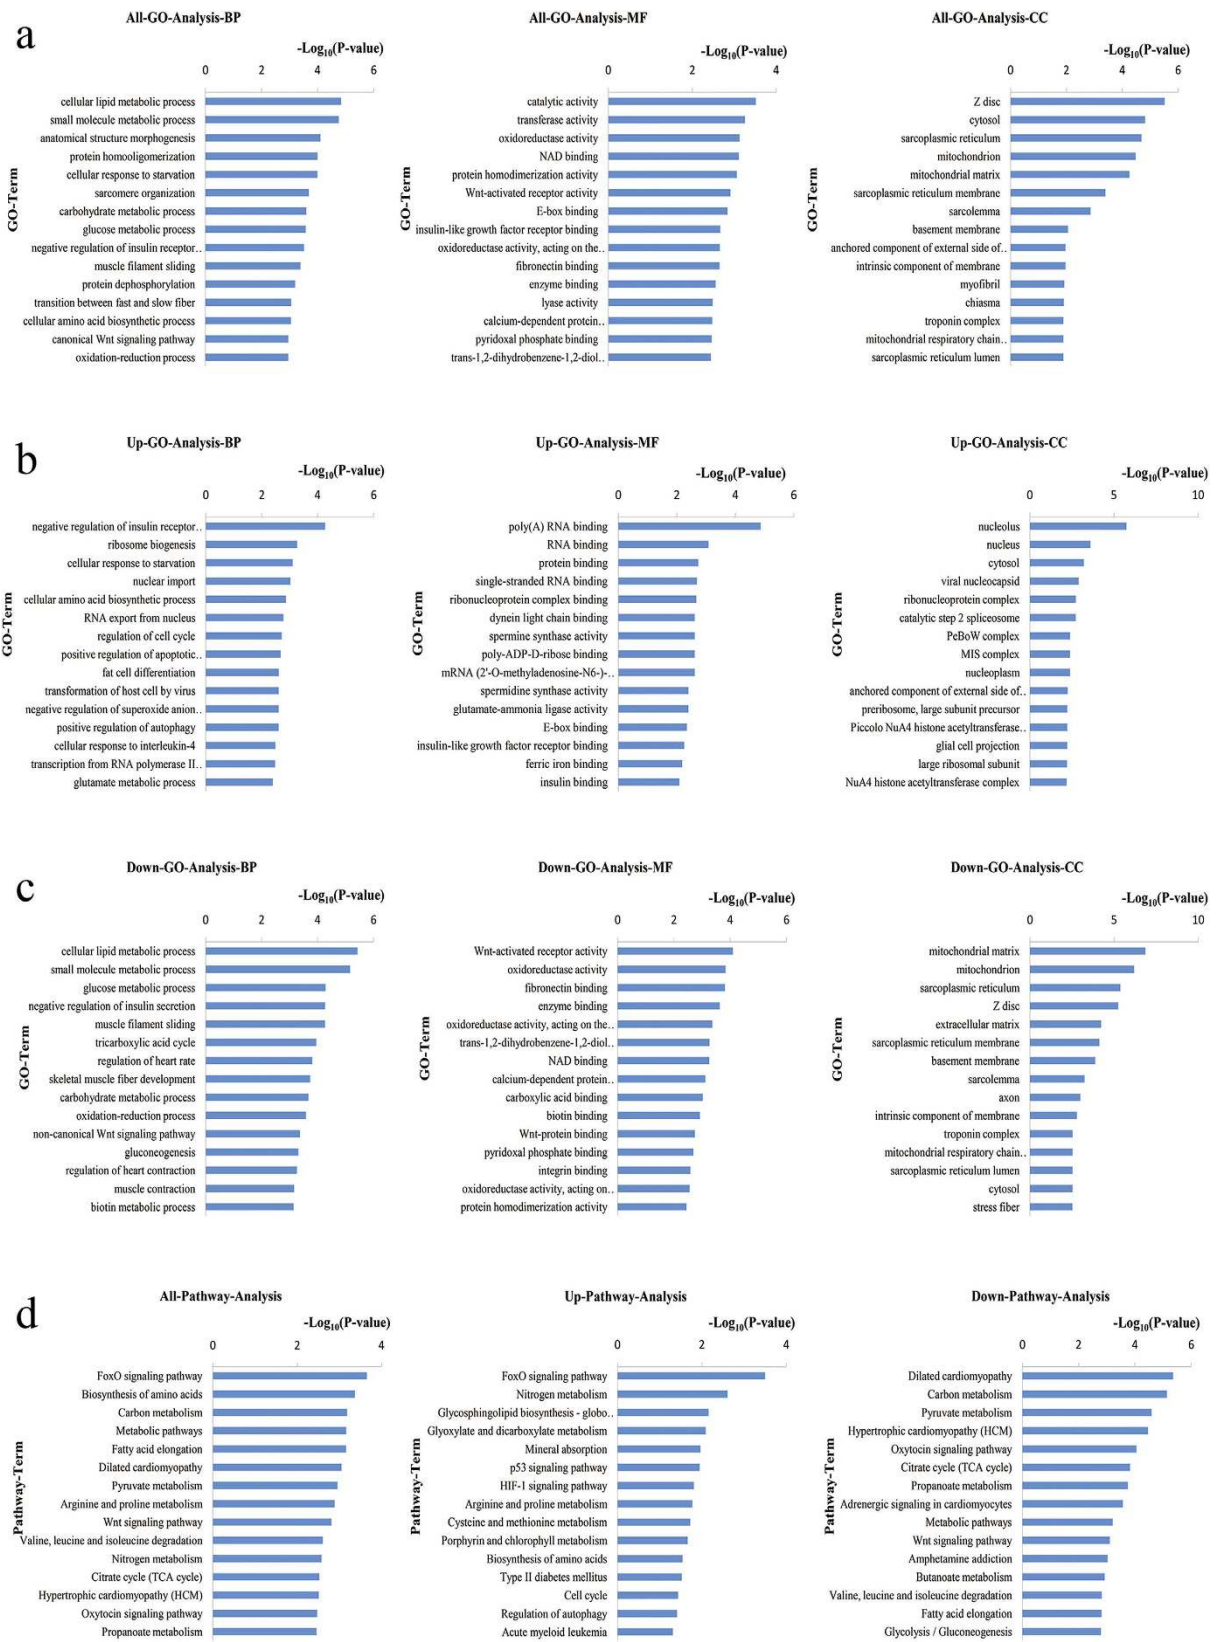 a
All-GO-Analysis-BP
-Log10(P-value)
0 2 4 6
GO-Term
cellular lipid metabolic process
small molecule metabolic process
anatomical structure morphogenesis
protein homooligomerization
cellular response to starvation
sarcomere organization
carbohydrate metabolic process
glucose metabolic process
negative regulation of insulin receptor..
muscle filament sliding
protein dephosphorylation
transition between fast and slow fiber
cellular amino acid biosynthetic process
canonical Wnt signaling pathway
oxidation-reduction process
All-GO-Analysis-MF
-Log10(P-value)
0 2 4
GO-Term
catalytic activity
transferase activity
oxidoreductase activity
NAD binding
protein homodimerization activity
Wnt-activated receptor activity
E-box binding
insulin-like growth factor receptor binding
oxidoreductase activity, acting on the..
fibronectin binding
enzyme binding
lyase activity
calcium-dependent protein..
pyridoxal phosphate binding
trans-1,2-dihydrobenzene-1,2-diol..
All-GO-Analysis-CC
-Log10(P-value)
0 2 4 6
GO-Term
Z disc
cytosol
sarcoplasmic reticulum
mitochondrion
mitochondrial matrix
sarcoplasmic reticulum membrane
sarcolemma
basement membrane
anchored component of external side of..
intrinsic component of membrane
myofibril
chiasma
troponin complex
mitochondrial respiratory chain..
sarcoplasmic reticulum lumen
b
Up-GO-Analysis-BP
-Log10(P-value)
0 2 4 6
GO-Term
negative regulation of insulin receptor..
ribosome biogenesis
cellular response to starvation
nuclear import
cellular amino acid biosynthetic process
RNA export from nucleus
regulation of cell cycle
positive regulation of apoptotic..
fat cell differentiation
transformation of host cell by virus
negative regulation of superoxide anion..
positive regulation of autophagy
cellular response to interleukin-4
transcription from RNA polymerase II..
glutamate metabolic process
Up-GO-Analysis-MF
-Log10(P-value)
0 2 4 6
GO-Term
poly(A) RNA binding
RNA binding
protein binding
single-stranded RNA binding
ribonucleoprotein complex binding
dynein light chain binding
spermine synthase activity
poly-ADP-D-ribose binding
mRNA (2'-O-methyladenosine-N6-)-..
spermidine synthase activity
glutamate-ammonia ligase activity
E-box binding
insulin-like growth factor receptor binding
ferric iron binding
insulin binding
Up-GO-Analysis-CC
-Log10(P-value)
0 5 10
GO-Term
nucleolus
nucleus
cytosol
viral nucleocapsid
ribonucleoprotein complex
catalytic step 2 spliceosome
PeBoW complex
MIS complex
nucleoplasm
anchored component of external side of..
preribosome, large subunit precursor
Piccolo NuA4 histone acetyltransferase..
glial cell projection
large ribosomal subunit
NuA4 histone acetyltransferase complex
c
Down-GO-Analysis-BP
-Log10(P-value)
0 2 4 6
GO-Term
cellular lipid metabolic process
small molecule metabolic process
glucose metabolic process
negative regulation of insulin secretion
muscle filament sliding
tricarboxylic acid cycle
regulation of heart rate
skeletal muscle fiber development
carbohydrate metabolic process
oxidation-reduction process
non-canonical Wnt signaling pathway
gluconeogenesis
regulation of heart contraction
muscle contraction
biotin metabolic process
Down-GO-Analysis-MF
-Log10(P-value)
0 2 4 6
GO-Term
Wnt-activated receptor activity
oxidoreductase activity
fibronectin binding
enzyme binding
oxidoreductase activity, acting on the..
trans-1,2-dihydrobenzene-1,2-diol..
NAD binding
calcium-dependent protein..
carboxylic acid binding
biotin binding
Wnt-protein binding
pyridoxal phosphate binding
integrin binding
oxidoreductase activity, acting on..
protein homodimerization activity
Down-GO-Analysis-CC
-Log10(P-value)
0 5 10
GO-Term
mitochondrial matrix
mitochondrion
sarcoplasmic reticulum
Z disc
extracellular matrix
sarcoplasmic reticulum membrane
basement membrane
sarcolemma
axon
intrinsic component of membrane
troponin complex
mitochondrial respiratory chain..
sarcoplasmic reticulum lumen
cytosol
stress fiber
d
All-Pathway-Analysis
-Log10(P-value)
0 2 4
Pathway-Term
FoxO signaling pathway
Biosynthesis of amino acids
Carbon metabolism
Metabolic pathways
Fatty acid elongation
Dilated cardiomyopathy
Pyruvate metabolism
Arginine and proline metabolism
Wnt signaling pathway
Valine, leucine and isoleucine degradation
Nitrogen metabolism
Citrate cycle (TCA cycle)
Hypertrophic cardiomyopathy (HCM)
Oxytocin signaling pathway
Propanoate metabolism
Up-Pathway-Analysis
-Log10(P-value)
0 2 4
Pathway-Term
FoxO signaling pathway
Nitrogen metabolism
Glycosphingolipid biosynthesis - globo..
Glyoxylate and dicarboxylate metabolism
Mineral absorption
p53 signaling pathway
HIF-1 signaling pathway
Arginine and proline metabolism
Cysteine and methionine metabolism
Porphyrin and chlorophyll metabolism
Biosynthesis of amino acids
Type II diabetes mellitus
Cell cycle
Regulation of autophagy
Acute myeloid leukemia
Down-Pathway-Analysis
-Log10(P-value)
0 2 4 6
Pathway-Term
Dilated cardiomyopathy
Carbon metabolism
Pyruvate metabolism
Hypertrophic cardiomyopathy (HCM)
Oxytocin signaling pathway
Citrate cycle (TCA cycle)
Propanoate metabolism
Adrenergic signaling in cardiomyocytes
Metabolic pathways
Wnt signaling pathway
Amphetamine addiction
Butanoate metabolism
Valine, leucine and isoleucine degradation
Fatty acid elongation
Glycolysis / Gluconeogenesis